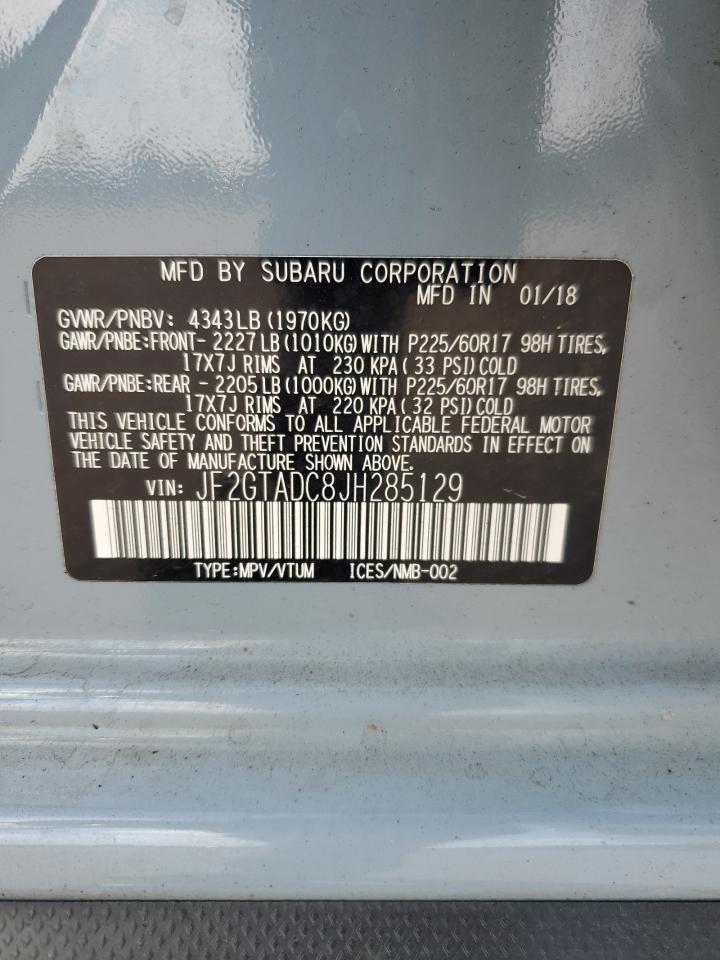 MFD BY SUBARU CORPORATION
MFD IN 01/18
GVWR/PNBV: 4343LB (1970KG)
GAWR/PNBE:FRONT- 2227LB (1010KG) WITH P225/60R17 98H TIRES,
17X7J RIMS AT 230 KPA ( 33 PSI) COLD
GAWR/PNBE:REAR - 2205LB (1000KG) WITH P225/60R17 98H TIRES,
17X7J RIMS AT 220 KPA ( 32 PSI) COLD
THIS VEHICLE CONFORMS TO ALL APPLICABLE FEDERAL MOTOR
VEHICLE SAFETY AND THEFT PREVENTION STANDARDS IN EFFECT ON
THE DATE OF MANUFACTURE SHOWN ABOVE.
VIN: JF2GTADC8JH285129
TYPE:MPV/VTUM ICES/NMB-002